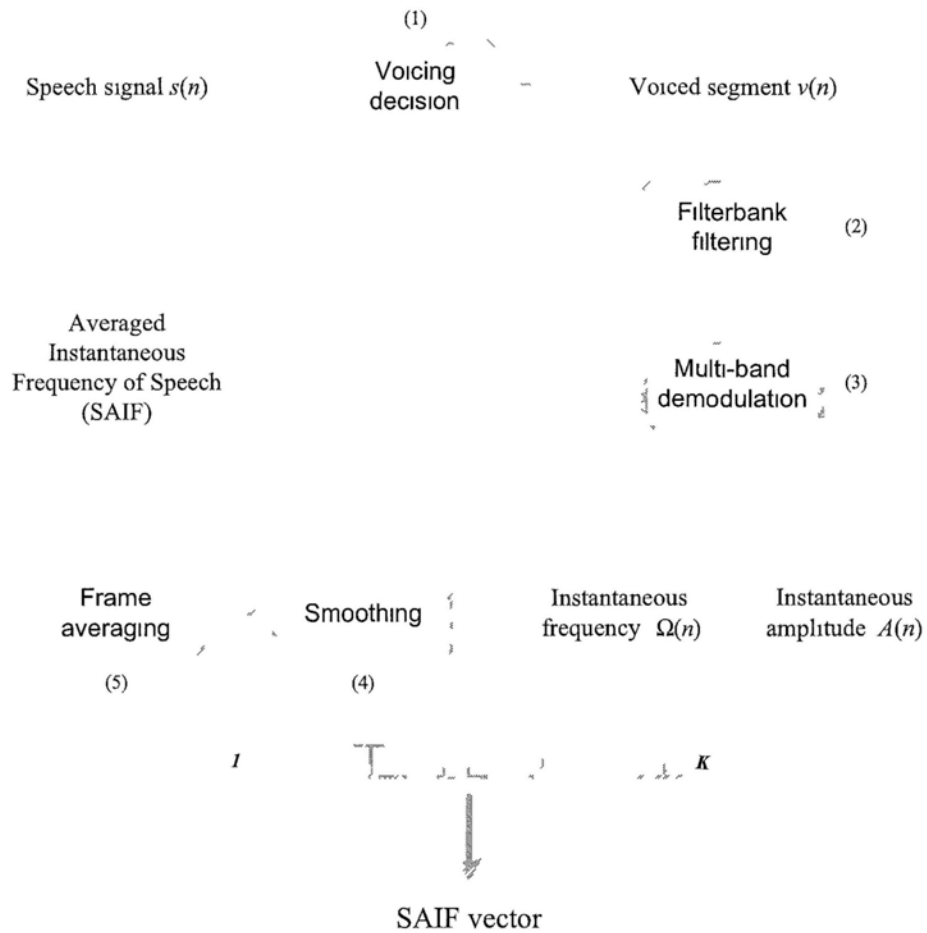 (1)
Speech signal s(n)
Voicing
decision
Voiced segment v(n)
Filterbank
filtering
(2)
Averaged
Instantaneous
Frequency of Speech
(SAIF)
Multi-band
demodulation
(3)
Frame
averaging
(5)
Smoothing
(4)
Instantaneous
frequency Ω(n)
Instantaneous
amplitude A(n)
1
K
SAIF vector